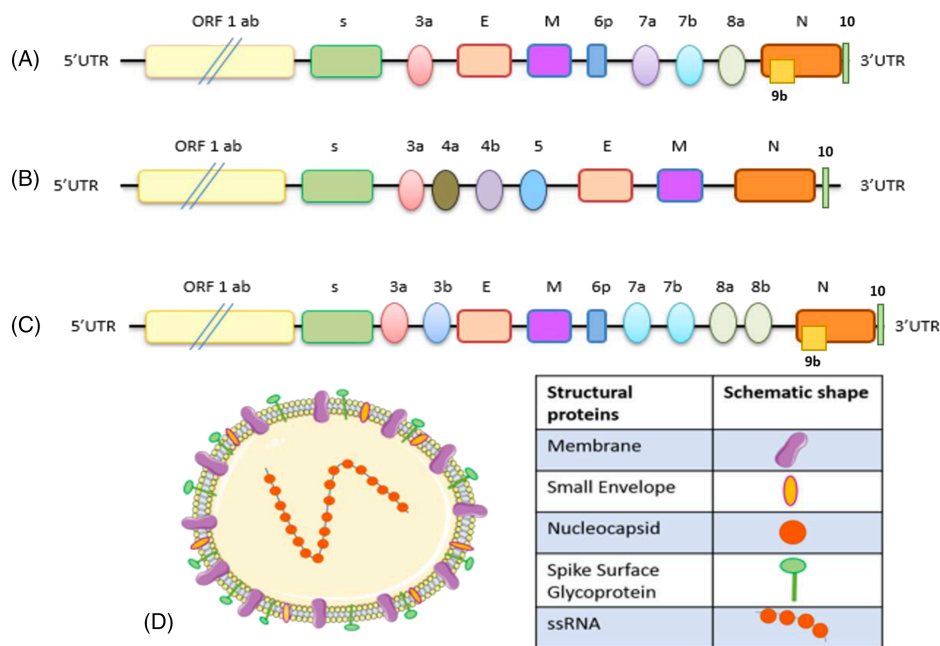 ORF 1 ab s 3a E M 6p 7a 7b 8a N 10
(A) 5'UTR 3'UTR
9b
ORF 1 ab s 3a 4a 4b 5 E M N 10
(B) 5'UTR 3'UTR
ORF 1 ab s 3a 3b E M 6p 7a 7b 8a 8b N 10
(C) 5'UTR 3'UTR
9b
(D)
Structural proteins Schematic shape
Membrane
Small Envelope
Nucleocapsid
Spike Surface
Glycoprotein
ssRNA